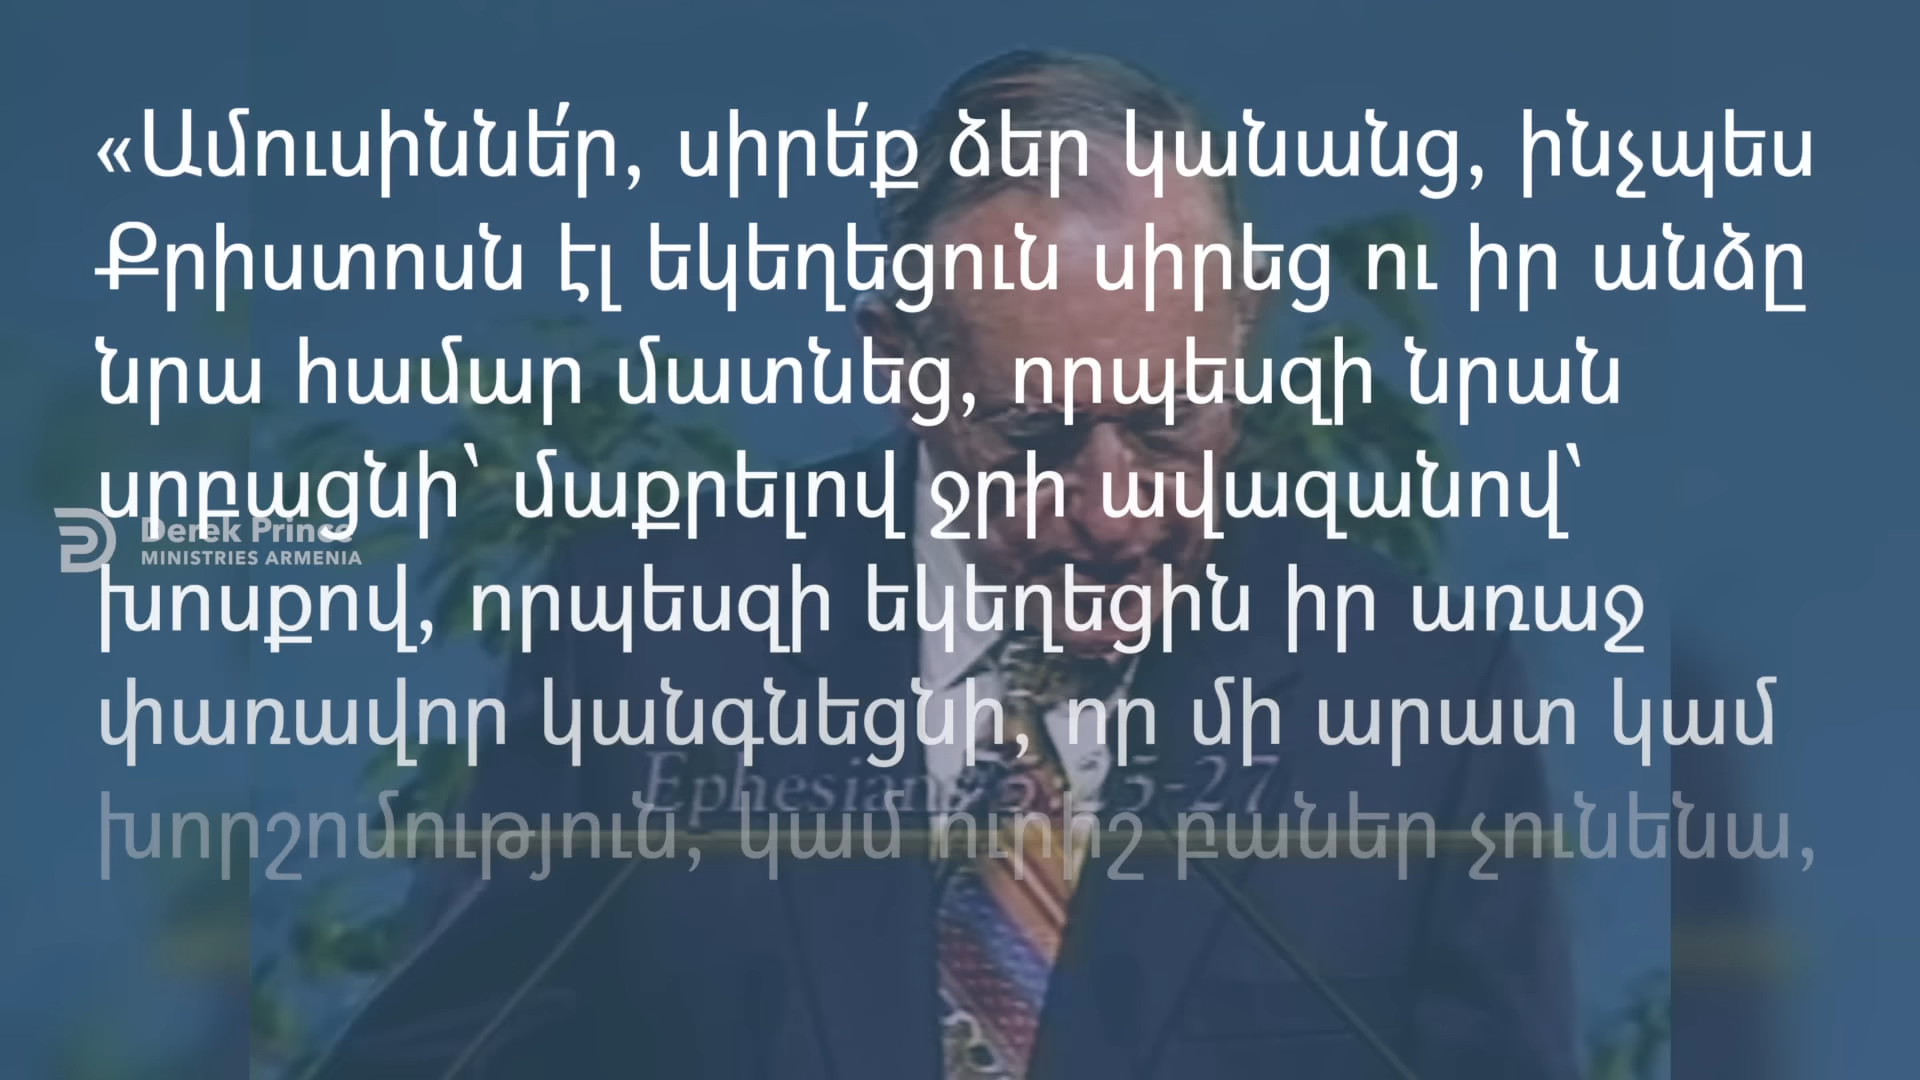 «Ամուսիննե՛ր, սիրե՛ք ձեր կանանց, ինչպես
Քրիստոսն էլ եկեղեցուն սիրեց ու իր անձը
նրա համար մատնեց, որպեսզի նրան
սրբացնի՝ մաքրելով ջրի ավազանով՝
Derek Prince
MINISTRIES ARMENIA
խոսքով, որպեսզի եկեղեցին իր առաջ
փառավոր կանգնեցնի, որ մի արատ կամ
Ephesians 5:25-27
խորշոմություն, կամ ուրիշ բաներ չունենա,